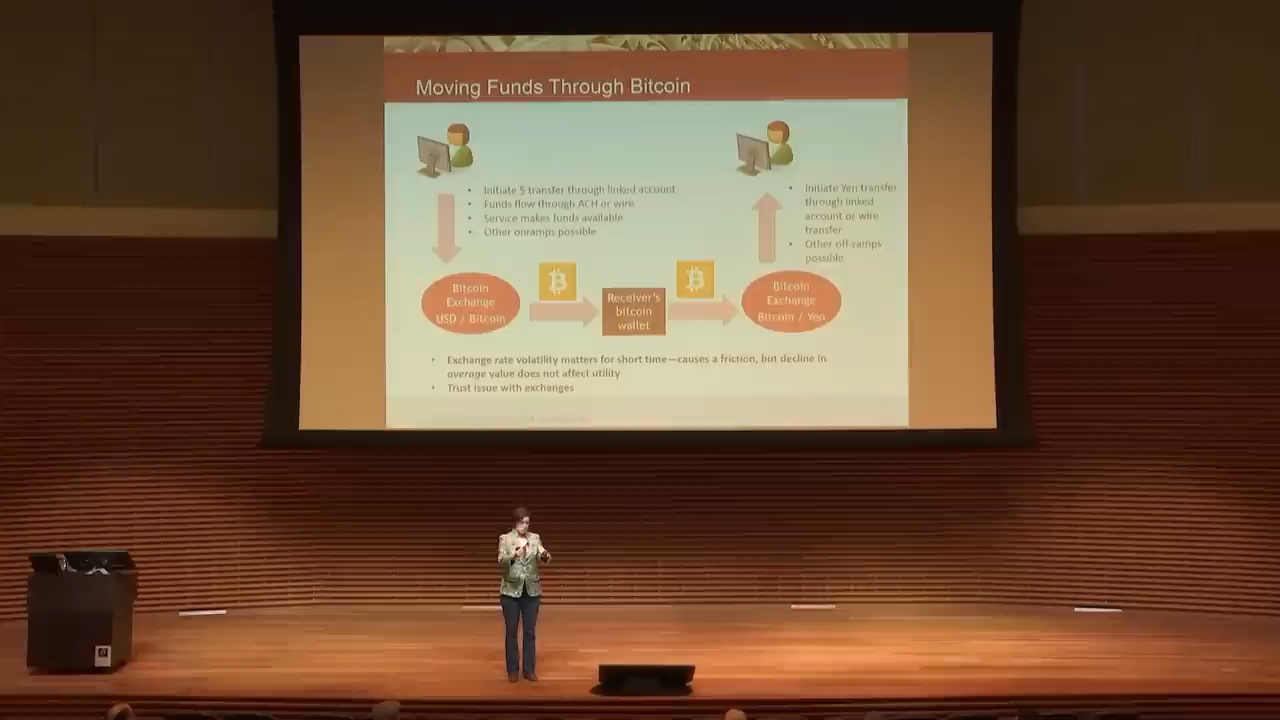 Moving Funds Through Bitcoin
• Initiate $ transfer through linked account
• Funds flow through ACH or wire
• Service makes funds available
• Other onramps possible
• Initiate Yen transfer
through linked
account or wire
transfer
• Other off-ramps
possible
Bitcoin
Exchange
USD / Bitcoin
Receiver's
bitcoin
wallet
Bitcoin
Exchange
Bitcoin / Yen
• Exchange rate volatility matters for short time—causes a friction, but decline in
average value does not affect utility
• Trust issue with exchanges